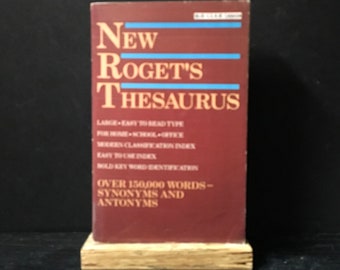 NEW
ROGET'S
THESAURUS
LARGE • EASY TO READ TYPE
FOR HOME • SCHOOL • OFFICE
MODERN CLASSIFICATION INDEX
EASY TO USE INDEX
BOLD KEY WORD IDENTIFICATION
OVER 150,000 WORDS—
SYNONYMS AND
ANTONYMS